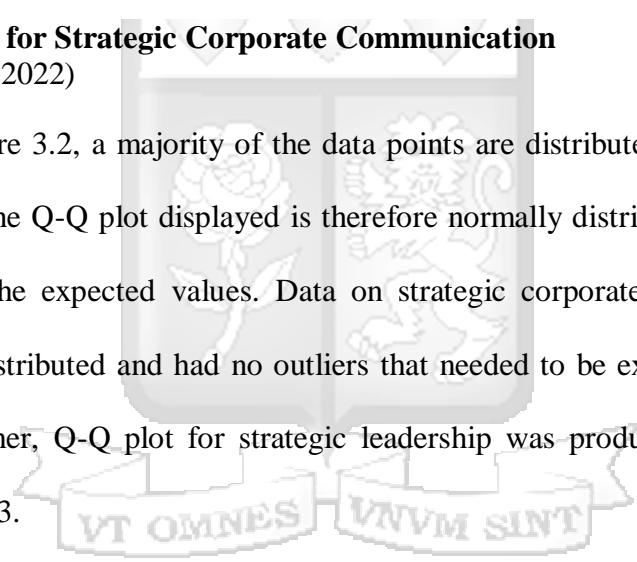 for Strategic Corporate Communication
2022)
re 3.2, a majority of the data points are distribute
he Q-Q plot displayed is therefore normally distri
he expected values. Data on strategic corporate
stributed and had no outliers that needed to be ex
er, Q-Q plot for strategic leadership was produ
3.
VT OMNES VNVM SINT